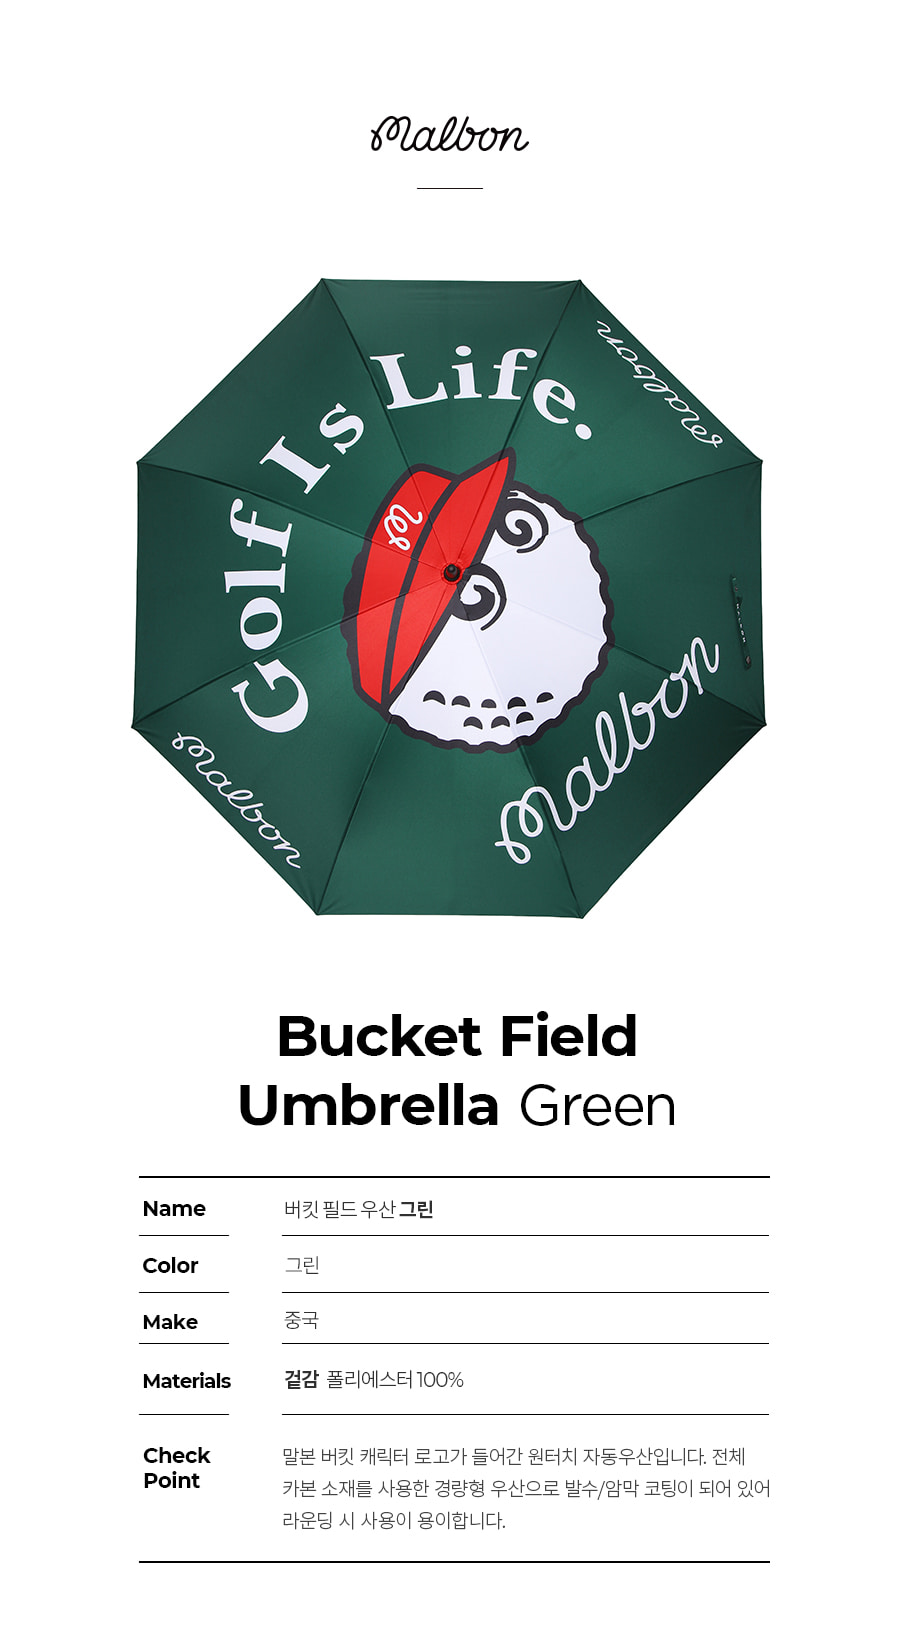 Malbon
Golf Is Life.
Malbon
Malbon
Malbon
Bucket Field
Umbrella Green
Name 버킷 필드 우산 그린
Color 그린
Make 중국
Materials 겉감 폴리에스터 100%
Check Point
말본 버킷 캐릭터 로고가 들어간 원터치 자동우산입니다. 전체
카본 소재를 사용한 경량형 우산으로 발수/암막 코팅이 되어 있어
라운딩 시 사용이 용이합니다.